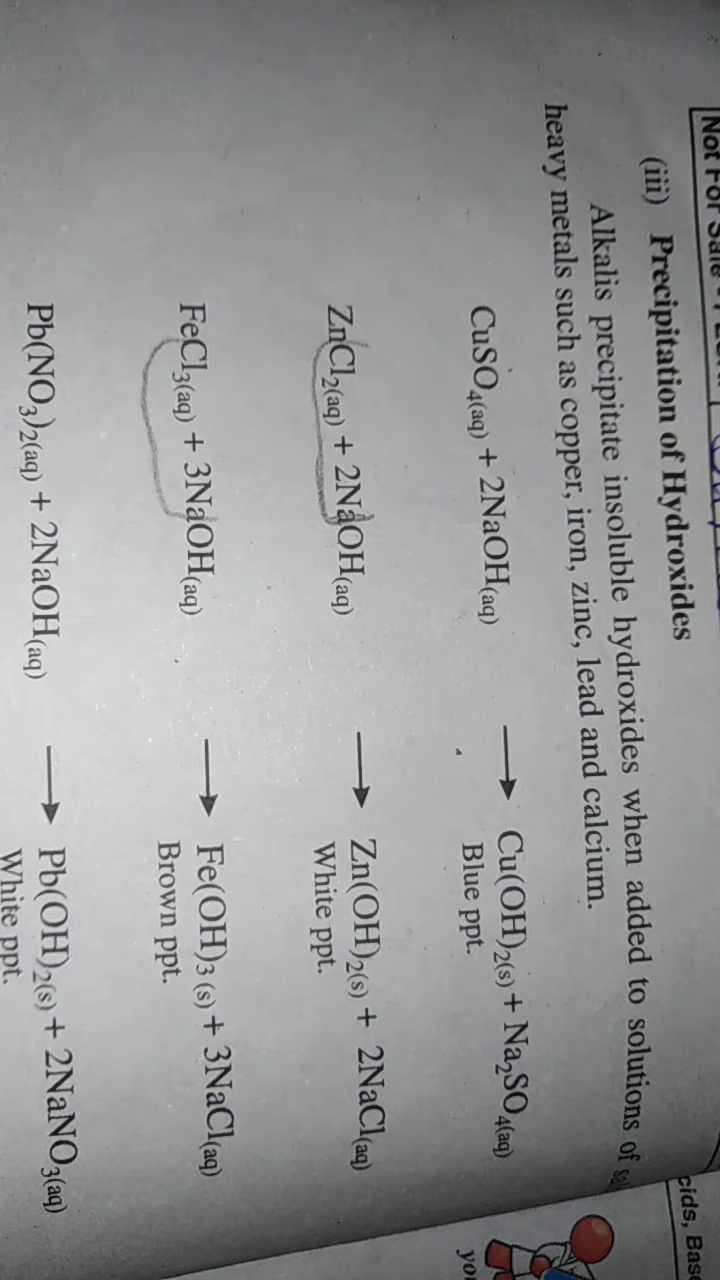 Not For Sale
(iii) Precipitation of Hydroxides
Alkalis precipitate insoluble hydroxides when added to solutions of
heavy metals such as copper, iron, zinc, lead and calcium.
CuSO₄(aq) + 2NaOH(aq) → Cu(OH)₂(s) + Na₂SO₄(aq)
Blue ppt.
ZnCl₂(aq) + 2NaOH(aq) → Zn(OH)₂(s) + 2NaCl(aq)
White ppt.
FeCl₃(aq) + 3NaOH(aq) → Fe(OH)₃(s) + 3NaCl(aq)
Brown ppt.
Pb(NO₃)₂(aq) + 2NaOH(aq) → Pb(OH)₂(s) + 2NaNO₃(aq)
White ppt.